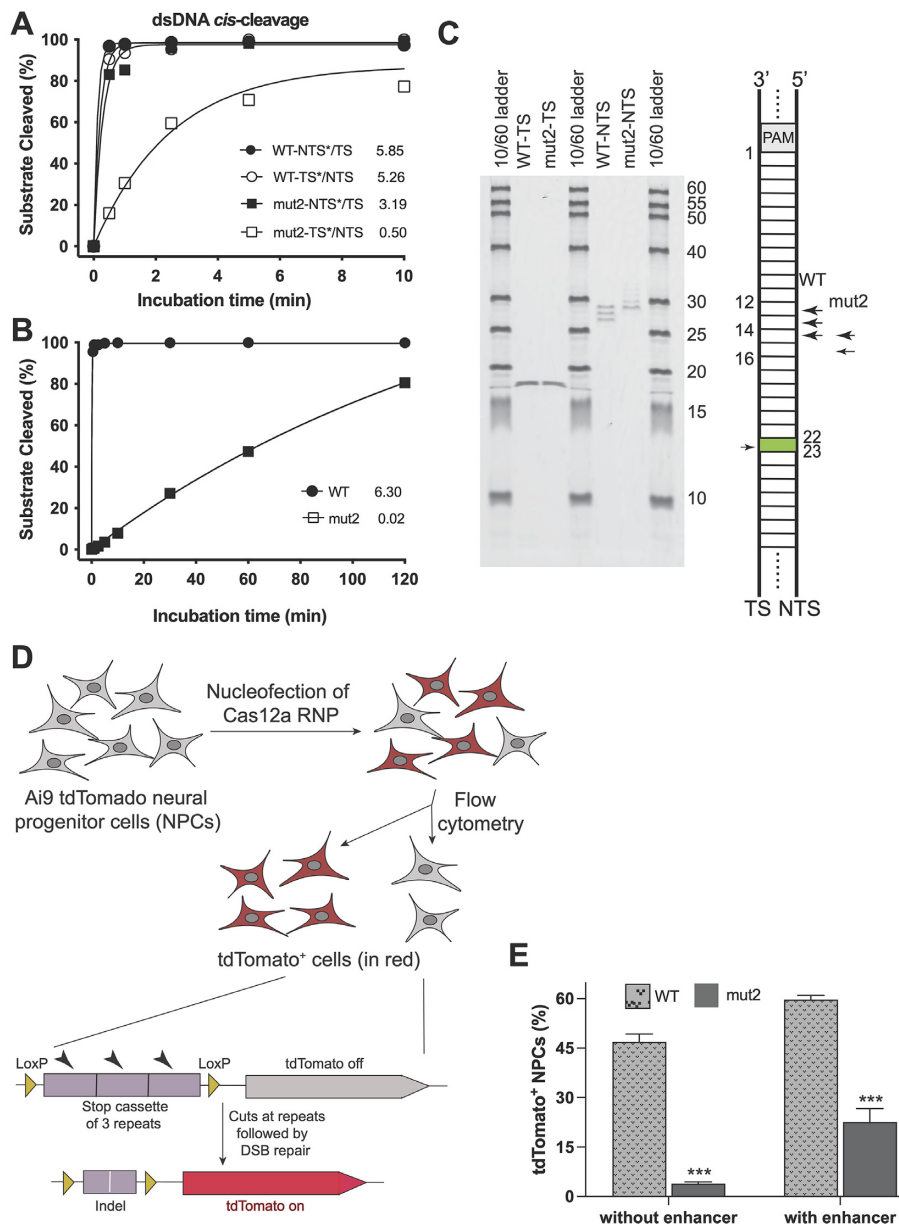 A
dsDNA cis-cleavage
Substrate Cleaved (%)
100
80
60
40
20
0
WT-NTS*/TS 5.85
WT-TS*/NTS 5.26
mut2-NTS*/TS 3.19
mut2-TS*/NTS 0.50
0 2 4 6 8 10
Incubation time (min)
B
Substrate Cleaved (%)
100
80
60
40
20
0
WT 6.30
mut2 0.02
0 20 40 60 80 100 120
Incubation time (min)
C
10/60 ladder
WT-TS
mut2-TS
10/60 ladder
WT-NTS
mut2-NTS
10/60 ladder
60
55
50
40
30
25
20
15
10
3’ 5’
PAM
1
WT
12
mut2
14
16
22
23
TS NTS
D
Nucleofection of
Cas12a RNP
Ai9 tdTomado neural
progenitor cells (NPCs)
Flow
cytometry
tdTomato+ cells (in red)
LoxP
LoxP
tdTomato off
Stop cassette
of 3 repeats
Cuts at repeats
followed by
DSB repair
Indel
tdTomato on
E
tdTomato+ NPCs (%)
60
45
30
15
0
WT
mut2
***
***
without enhancer
with enhancer